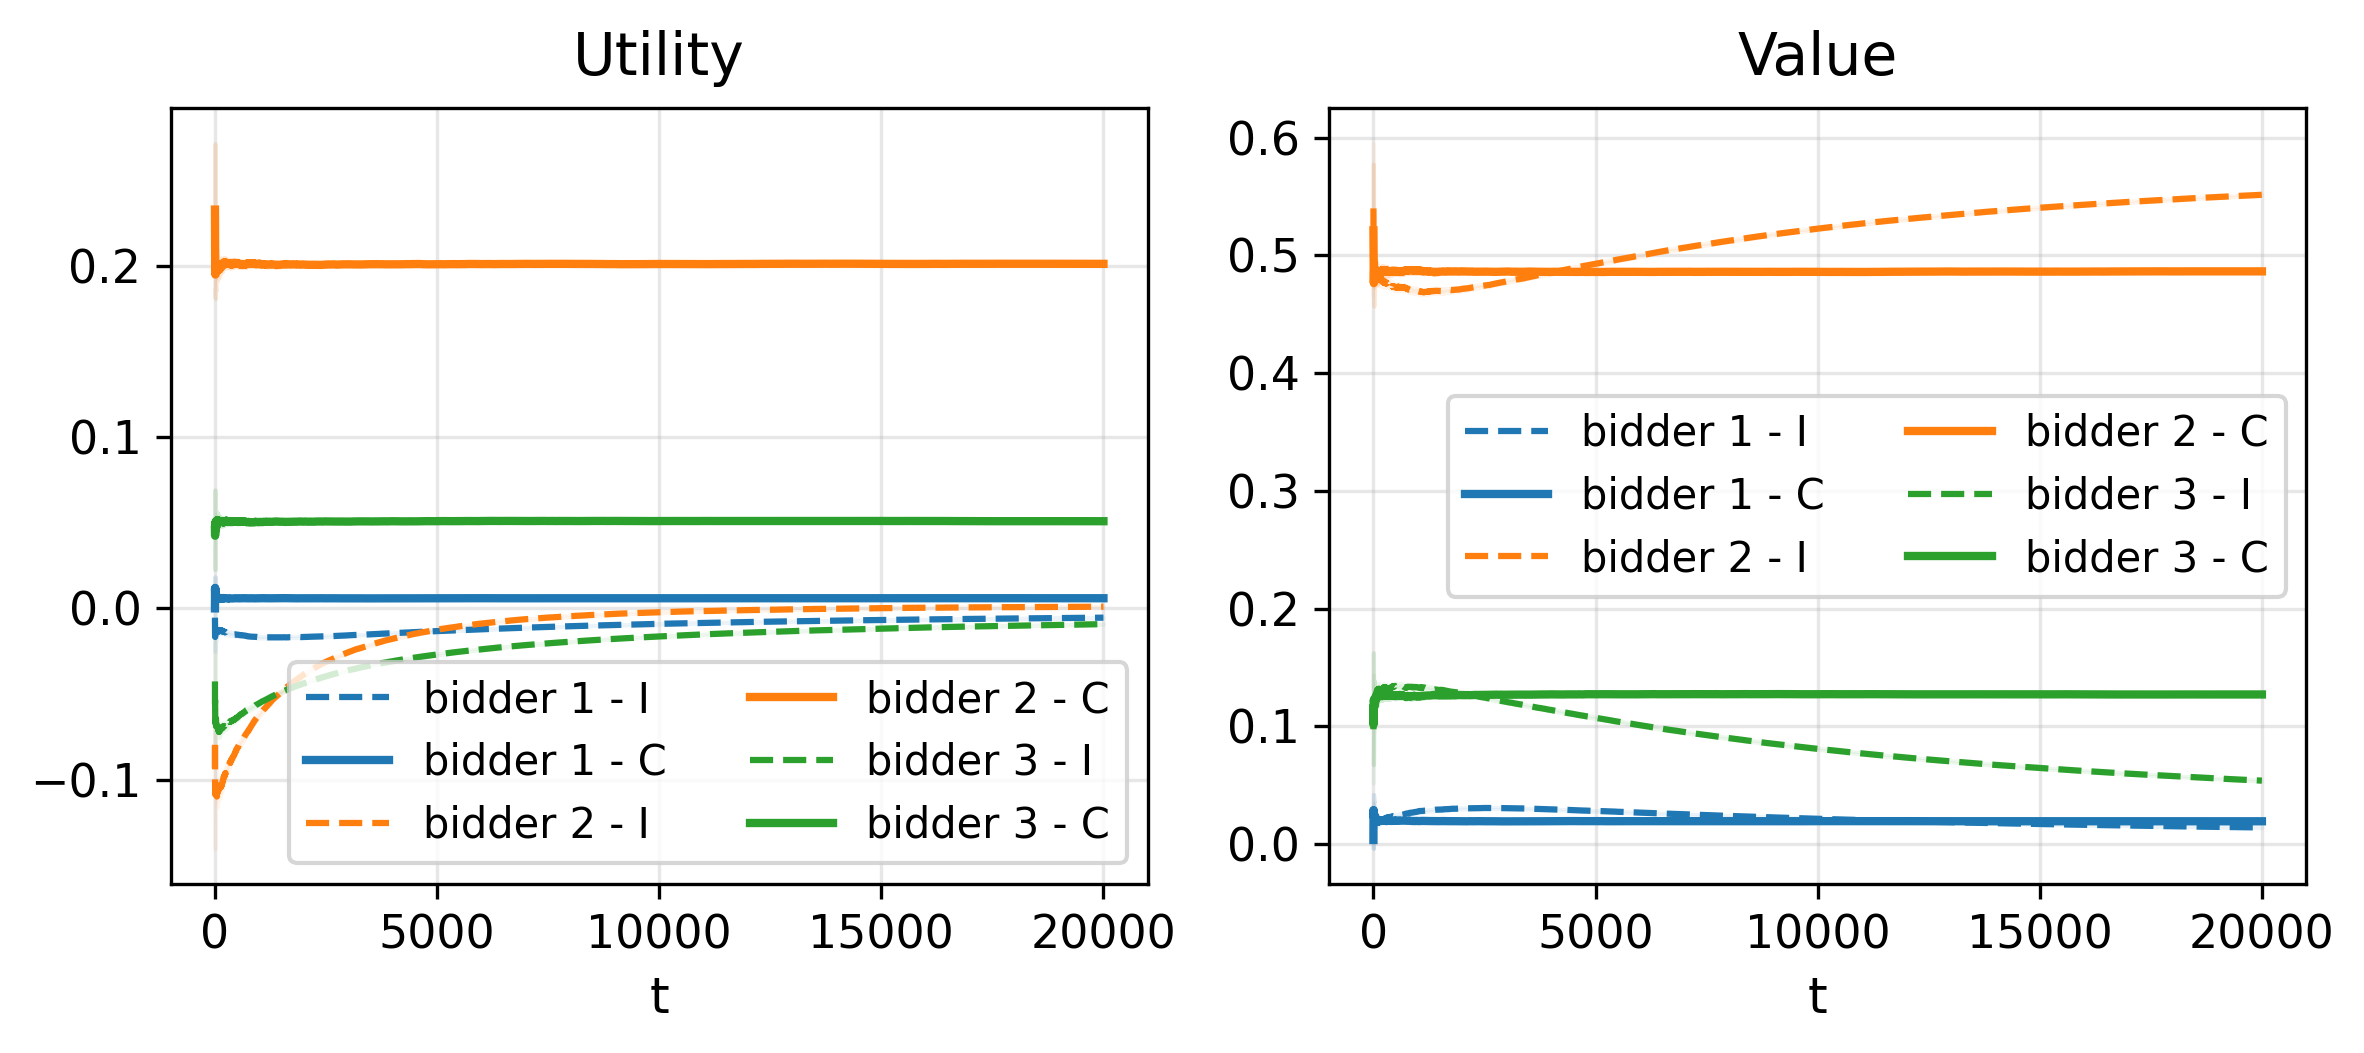 Utility
0.2
0.1
0.0
−0.1
0
5000
10000
15000
20000
t
bidder 1 - I
bidder 1 - C
bidder 2 - I
bidder 2 - C
bidder 3 - I
bidder 3 - C
Value
0.6
0.5
0.4
0.3
0.2
0.1
0.0
0
5000
10000
15000
20000
t
bidder 1 - I
bidder 1 - C
bidder 2 - I
bidder 2 - C
bidder 3 - I
bidder 3 - C